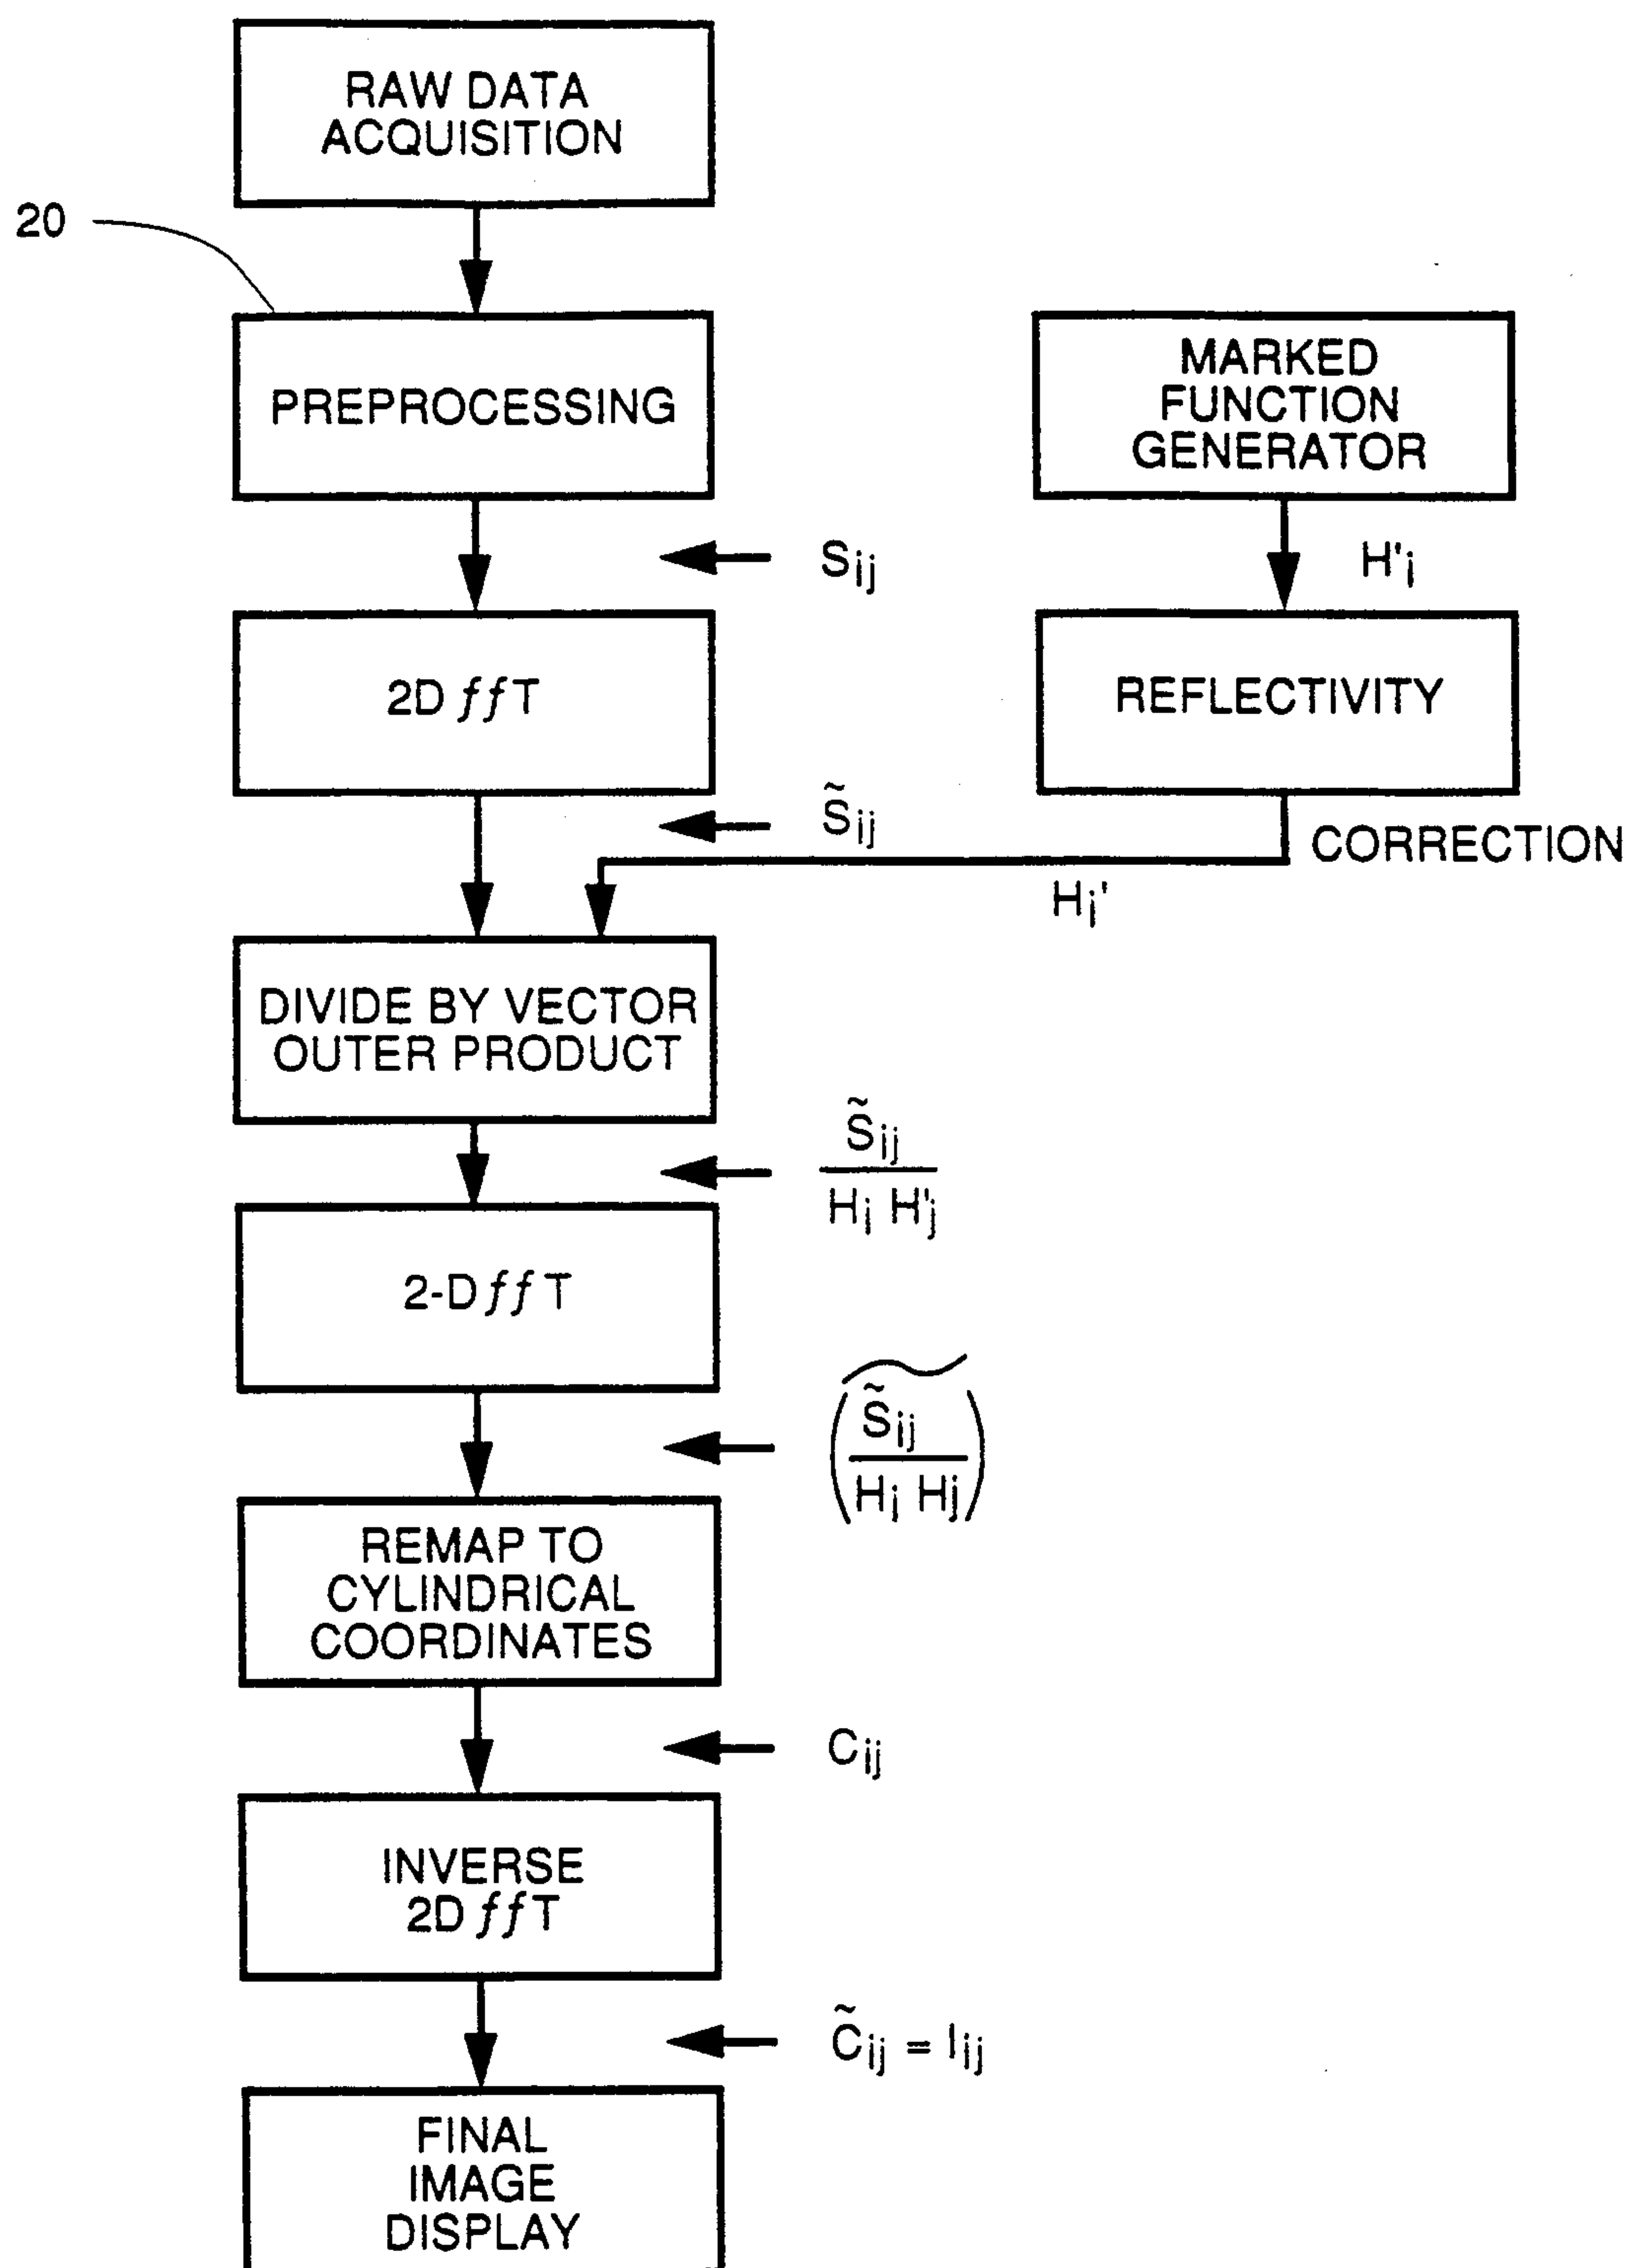 RAW DATA
ACQUISITION
20
PREPROCESSING
MARKED
FUNCTION
GENERATOR
Sij
H'i
2D ffT
REFLECTIVITY
S̃ij
CORRECTION
Hi'
DIVIDE BY VECTOR
OUTER PRODUCT
S̃ij
Hi H'j
2-D ffT
(S̃ij
Hi Hj)
REMAP TO
CYLINDRICAL
COORDINATES
Cij
INVERSE
2D ffT
C̃ij = Iij
FINAL
IMAGE
DISPLAY